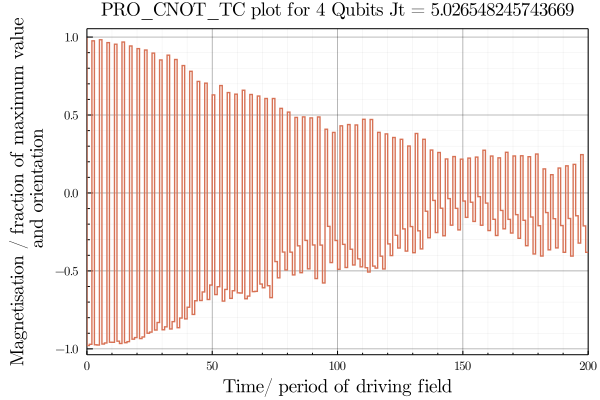 PRO_CNOT_TC plot for 4 Qubits Jt = 5.026548245743669
Magnetisation / fraction of maximum value
and orientation
1.0
0.5
0.0
−0.5
−1.0
0 50 100 150 200
Time/ period of driving field